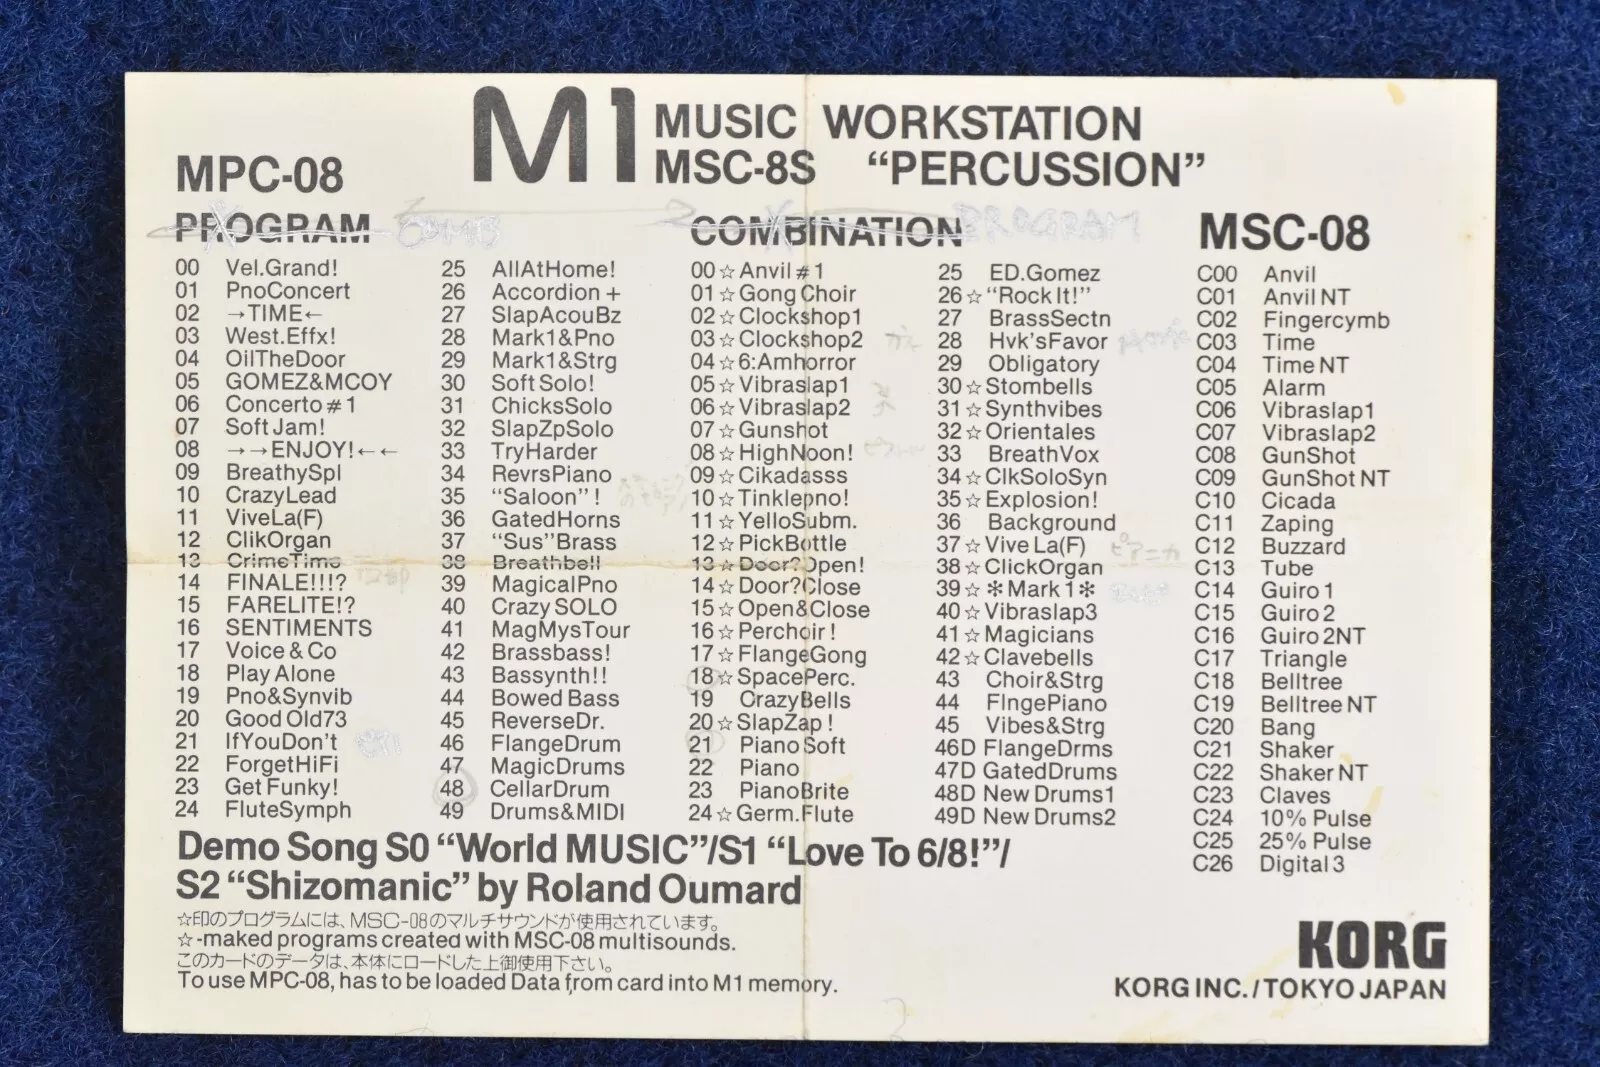 M1 MUSIC WORKSTATION
MSC-8S "PERCUSSION"
MPC-08
PROGRAM COMB
00 Vel.Grand!
01 PnoConcert
02 →TIME←
03 West.Effx!
04 OilTheDoor
05 GOMEZ&MCOY
06 Concerto#1
07 Soft Jam!
08 →→ENJOY!←←
09 BreathySpl
10 CrazyLead
11 ViveLa(F)
12 ClikOrgan
13 CrimeTime
14 FINALE!!!?
15 FARELITE!?
16 SENTIMENTS
17 Voice & Co
18 Play Alone
19 Pno&Synvib
20 Good Old73
21 IfYouDon't
22 ForgetHiFi
23 Get Funky!
24 FluteSymph
25 AllAtHome!
26 Accordion +
27 SlapAcouBz
28 Mark1&Pno
29 Mark1&Strg
30 Soft Solo!
31 ChicksSolo
32 SlapZpSolo
33 TryHarder
34 RevrsPiano
35 "Saloon"!
36 GatedHorns
37 "Sus"Brass
38 Breathbell
39 MagicalPno
40 Crazy SOLO
41 MagMysTour
42 Brassbass!
43 Bassynth!!
44 Bowed Bass
45 ReverseDr.
46 FlangeDrum
47 MagicDrums
48 CellarDrum
49 Drums&MIDI
COMBINATION PROGRAM
00☆Anvil #1
01☆Gong Choir
02☆Clockshop1
03☆Clockshop2
04☆6:Amhorror
05☆Vibraslap1
06☆Vibraslap2
07☆Gunshot
08☆HighNoon!
09☆Cikadasss
10☆Tinklepno!
11☆YelloSubm.
12☆PickBottle
13☆Door?Open!
14☆Door?Close
15☆Open&Close
16☆Perchoir!
17☆FlangeGong
18☆SpacePerc.
19 CrazyBells
20☆SlapZap!
21 Piano Soft
22 Piano
23 PianoBrite
24☆Germ.Flute
25 ED.Gomez
26☆"Rock It!"
27 BrassSectn
28 Hvk'sFavor
29 Obligatory
30☆Stombells
31☆Synthvibes
32☆Orientales
33 BreathVox
34☆ClkSoloSyn
35☆Explosion!
36 Background
37☆Vive La(F) ピアニカ
38☆ClickOrgan
39☆✻Mark 1✻
40☆Vibraslap3
41☆Magicians
42☆Clavebells
43 Choir&Strg
44 FlngePiano
45 Vibes&Strg
46D FlangeDrms
47D GatedDrums
48D New Drums1
49D New Drums2
MSC-08
C00 Anvil
C01 Anvil NT
C02 Fingercymb
C03 Time
C04 Time NT
C05 Alarm
C06 Vibraslap1
C07 Vibraslap2
C08 GunShot
C09 GunShot NT
C10 Cicada
C11 Zaping
C12 Buzzard
C13 Tube
C14 Guiro 1
C15 Guiro 2
C16 Guiro 2NT
C17 Triangle
C18 Belltree
C19 Belltree NT
C20 Bang
C21 Shaker
C22 Shaker NT
C23 Claves
C24 10% Pulse
C25 25% Pulse
C26 Digital 3
Demo Song S0 "World MUSIC"/S1 "Love To 6/8!"/
S2 "Shizomanic" by Roland Oumard
☆印のプログラムには、MSC-08のマルチサウンドが使用されています。
☆-maked programs created with MSC-08 multisounds.
このカードのデータは、本体にロードした上御使用下さい。
To use MPC-08, has to be loaded Data from card into M1 memory.
KORG
KORG INC./TOKYO JAPAN